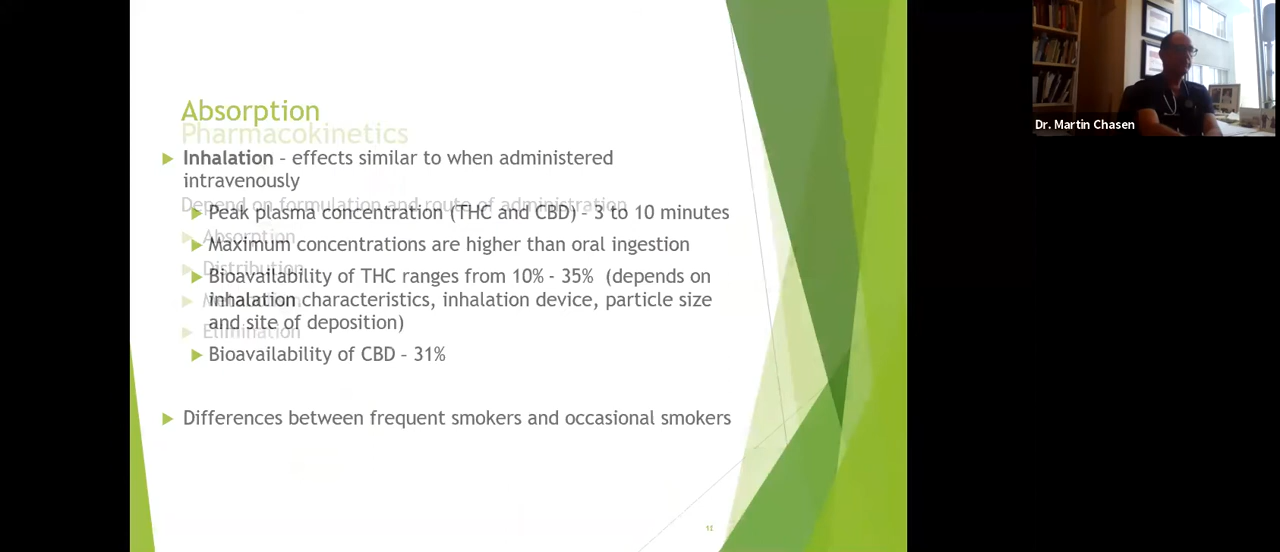 Absorption
Pharmacokinetics
Inhalation – effects similar to when administered
intravenously
Depend on formulation and route of administration
Peak plasma concentration (THC and CBD) – 3 to 10 minutes
Absorption
Maximum concentrations are higher than oral ingestion
Distribution
Bioavailability of THC ranges from 10% - 35% (depends on
inhalation characteristics, inhalation device, particle size
and site of deposition)
Elimination
Bioavailability of CBD – 31%
Differences between frequent smokers and occasional smokers
12
Dr. Martin Chasen